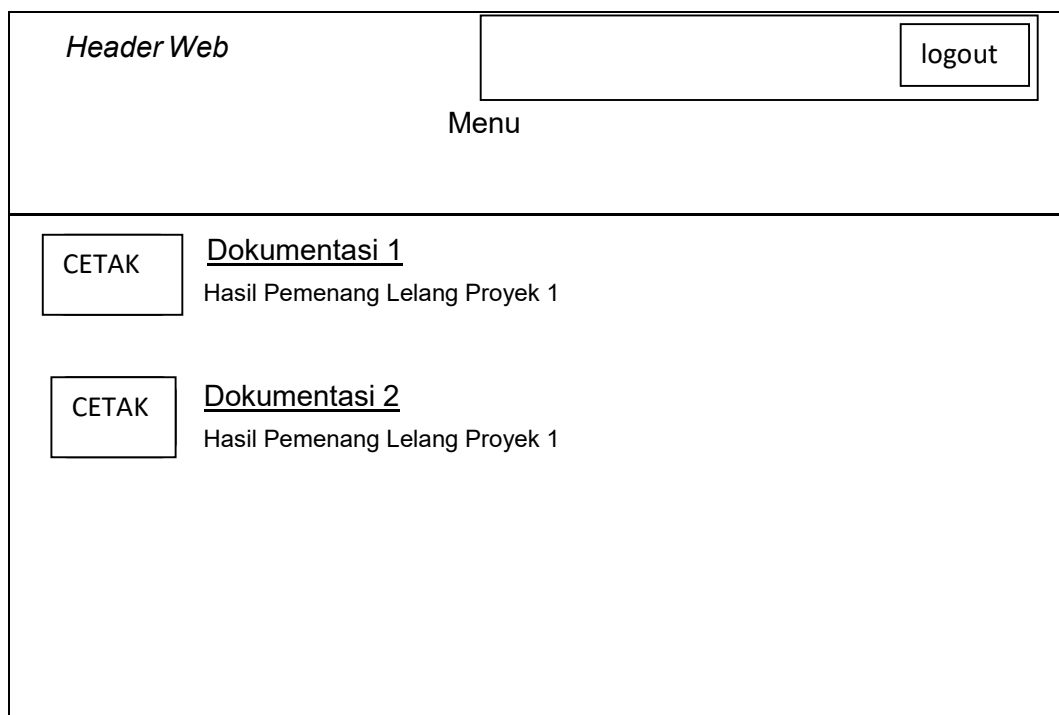 Header Web
logout
Menu
CETAK
Dokumentasi 1
Hasil Pemenang Lelang Proyek 1
CETAK
Dokumentasi 2
Hasil Pemenang Lelang Proyek 1